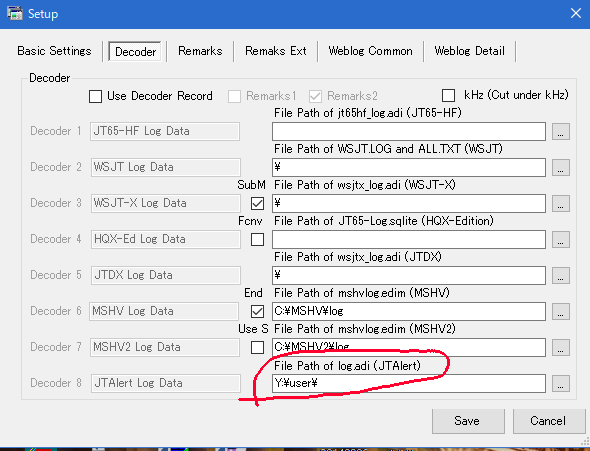 Setup
Basic Settings Decoder Remarks Remaks Ext Weblog Common Weblog Detail
Decoder
Use Decoder Record Remarks1 Remarks2 kHz (Cut under kHz)
File Path of jt65hf_log.adi (JT65-HF)
Decoder 1 JT65-HF Log Data ...
File Path of WSJT.LOG and ALL.TXT (WSJT)
Decoder 2 WSJT Log Data ¥ ...
SubM File Path of wsjtx_log.adi (WSJT-X)
Decoder 3 WSJT-X Log Data ¥ ...
Fcnv File Path of JT65-Log.sqlite (HQX-Edition)
Decoder 4 HQX-Ed Log Data ...
File Path of wsjtx_log.adi (JTDX)
Decoder 5 JTDX Log Data ¥ ...
End File Path of mshvlog.edim (MSHV)
Decoder 6 MSHV Log Data C:¥MSHV¥log ...
Use S File Path of mshvlog.edim (MSHV2)
Decoder 7 MSHV2 Log Data C:¥MSHV2¥log ...
File Path of log.adi (JTAlert)
Decoder 8 JTAlert Log Data Y:¥user¥ ...
Save Cancel